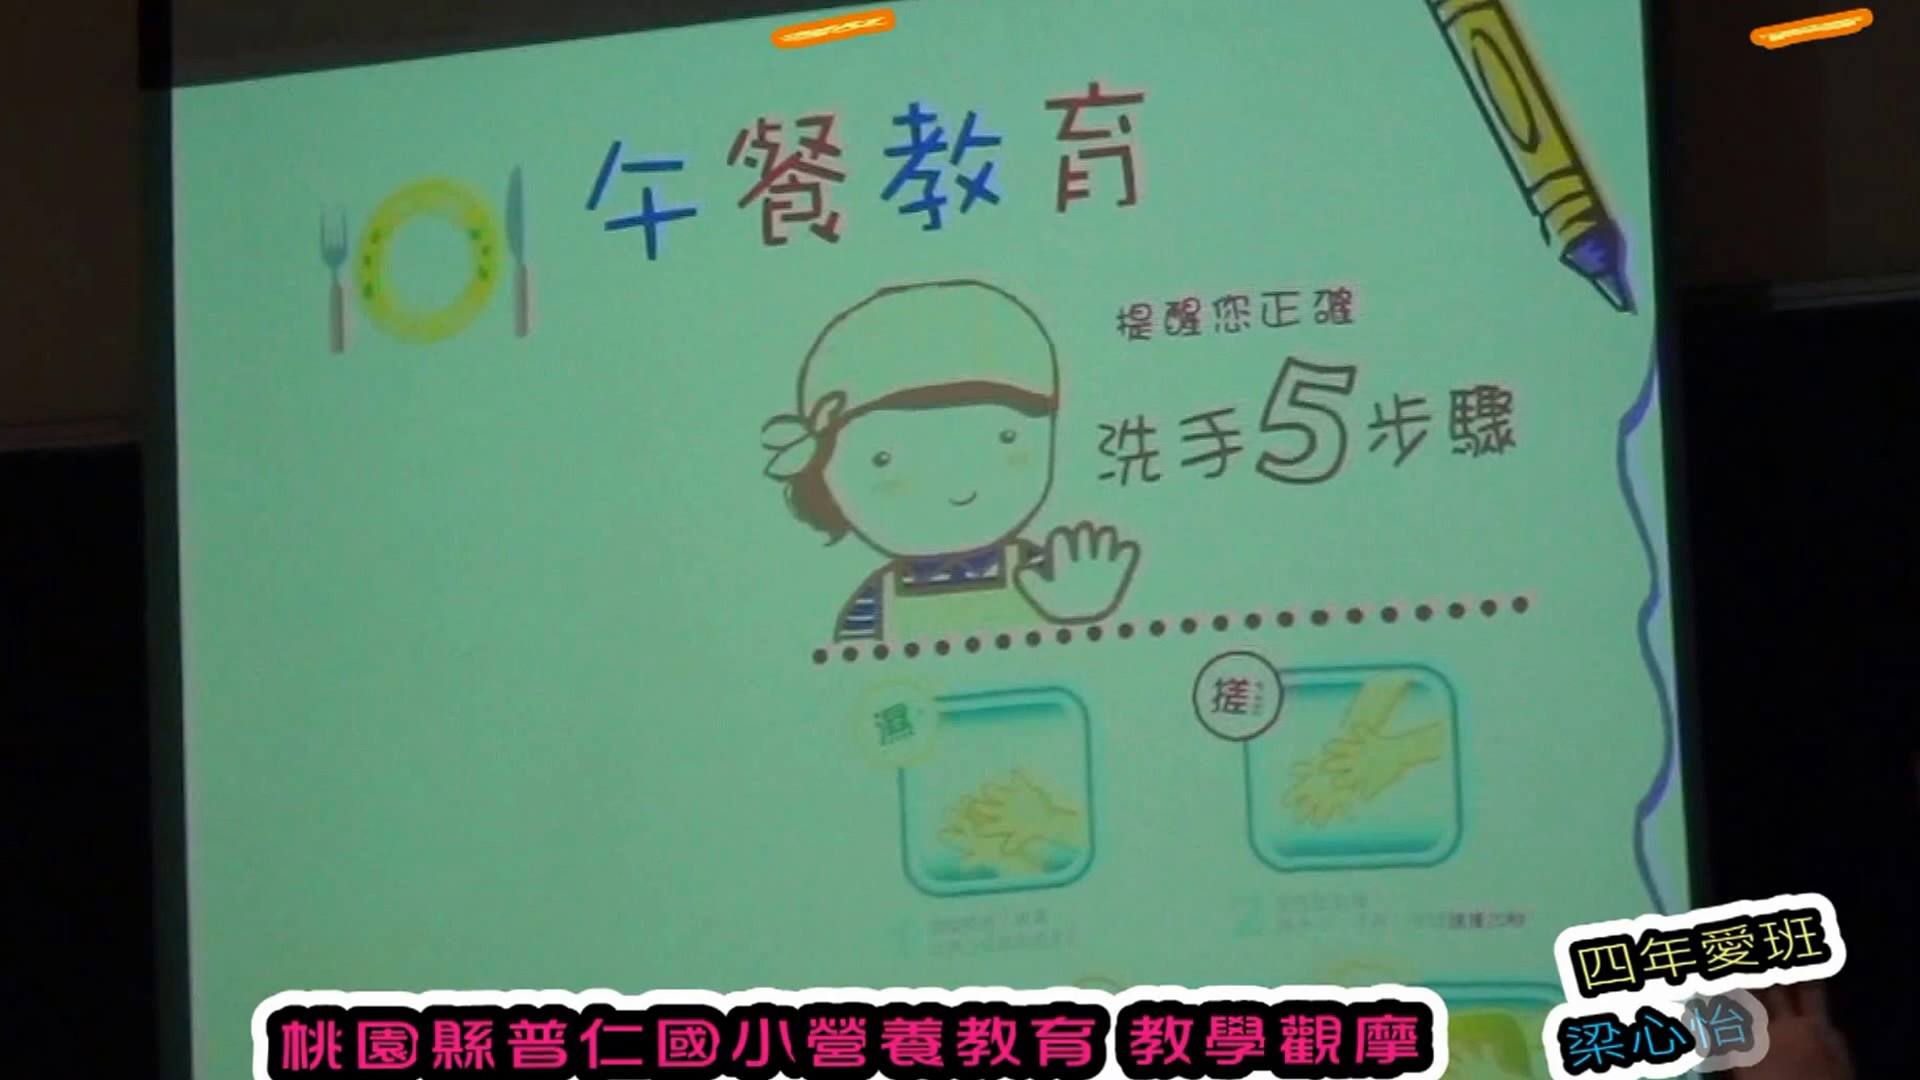 午餐教育
提醒您正確
洗手5步驟
濕
搓
1
2
四年愛班
桃園縣普仁國小營養教育 教學觀摩
梁心怡